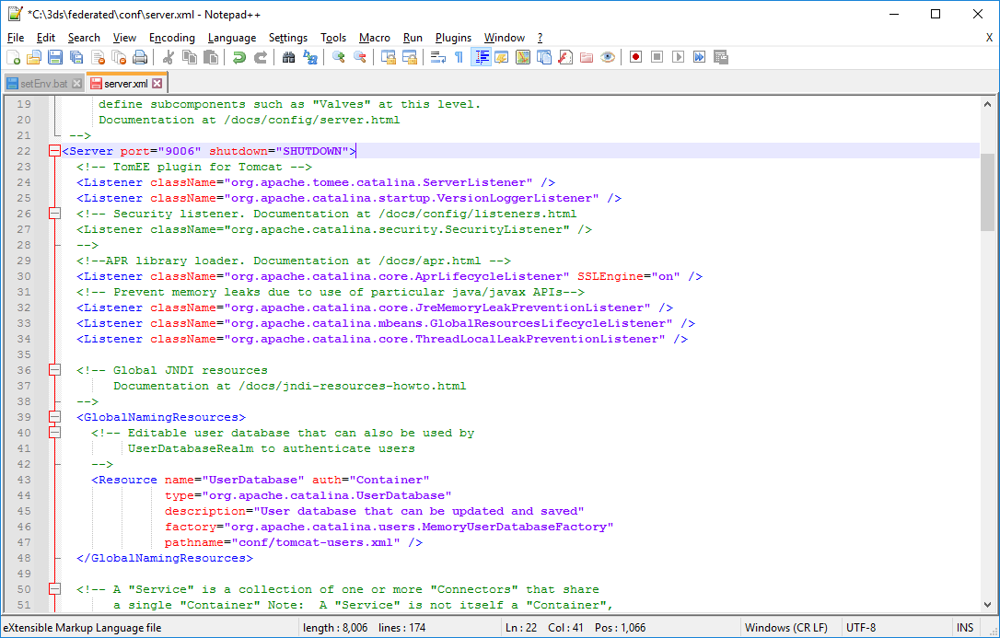 *C:\3ds\federated\conf\server.xml - Notepad++
File Edit Search View Encoding Language Settings Tools Macro Run Plugins Window ? X
setEnv.bat server.xml
19 define subcomponents such as "Valves" at this level.
20 Documentation at /docs/config/server.html
21 -->
22 <Server port="9006" shutdown="SHUTDOWN">
23 <!-- TomEE plugin for Tomcat -->
24 <Listener className="org.apache.tomee.catalina.ServerListener" />
25 <Listener className="org.apache.catalina.startup.VersionLoggerListener" />
26 <!-- Security listener. Documentation at /docs/config/listeners.html
27 <Listener className="org.apache.catalina.security.SecurityListener" />
28 -->
29 <!--APR library loader. Documentation at /docs/apr.html -->
30 <Listener className="org.apache.catalina.core.AprLifecycleListener" SSLEngine="on" />
31 <!-- Prevent memory leaks due to use of particular java/javax APIs-->
32 <Listener className="org.apache.catalina.core.JreMemoryLeakPreventionListener" />
33 <Listener className="org.apache.catalina.mbeans.GlobalResourcesLifecycleListener" />
34 <Listener className="org.apache.catalina.core.ThreadLocalLeakPreventionListener" />
35
36 <!-- Global JNDI resources
37 Documentation at /docs/jndi-resources-howto.html
38 -->
39 <GlobalNamingResources>
40 <!-- Editable user database that can also be used by
41 UserDatabaseRealm to authenticate users
42 -->
43 <Resource name="UserDatabase" auth="Container"
44 type="org.apache.catalina.UserDatabase"
45 description="User database that can be updated and saved"
46 factory="org.apache.catalina.users.MemoryUserDatabaseFactory"
47 pathname="conf/tomcat-users.xml" />
48 </GlobalNamingResources>
49
50 <!-- A "Service" is a collection of one or more "Connectors" that share
51 a single "Container" Note:  A "Service" is not itself a "Container",
eXtensible Markup Language file length : 8,006 lines : 174 Ln : 22 Col : 41 Pos : 1,066 Windows (CR LF) UTF-8 INS